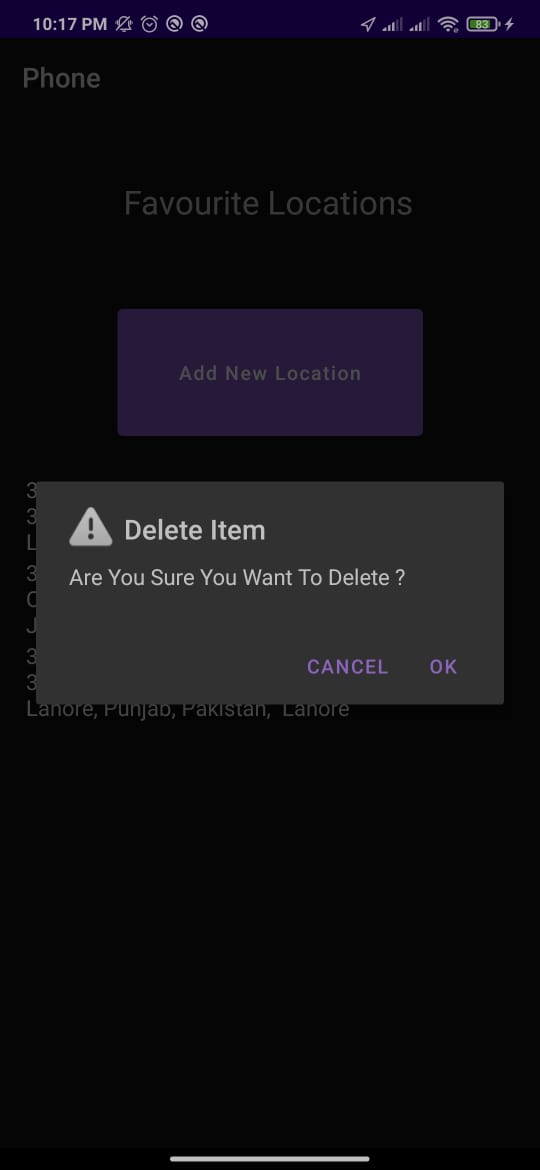 10:17 PM
83
Phone
Favourite Locations
Add New Location
3
3
L
3
Delete Item
Are You Sure You Want To Delete ?
J
3
CANCEL OK
3
Lahore, Punjab, Pakistan, Lahore